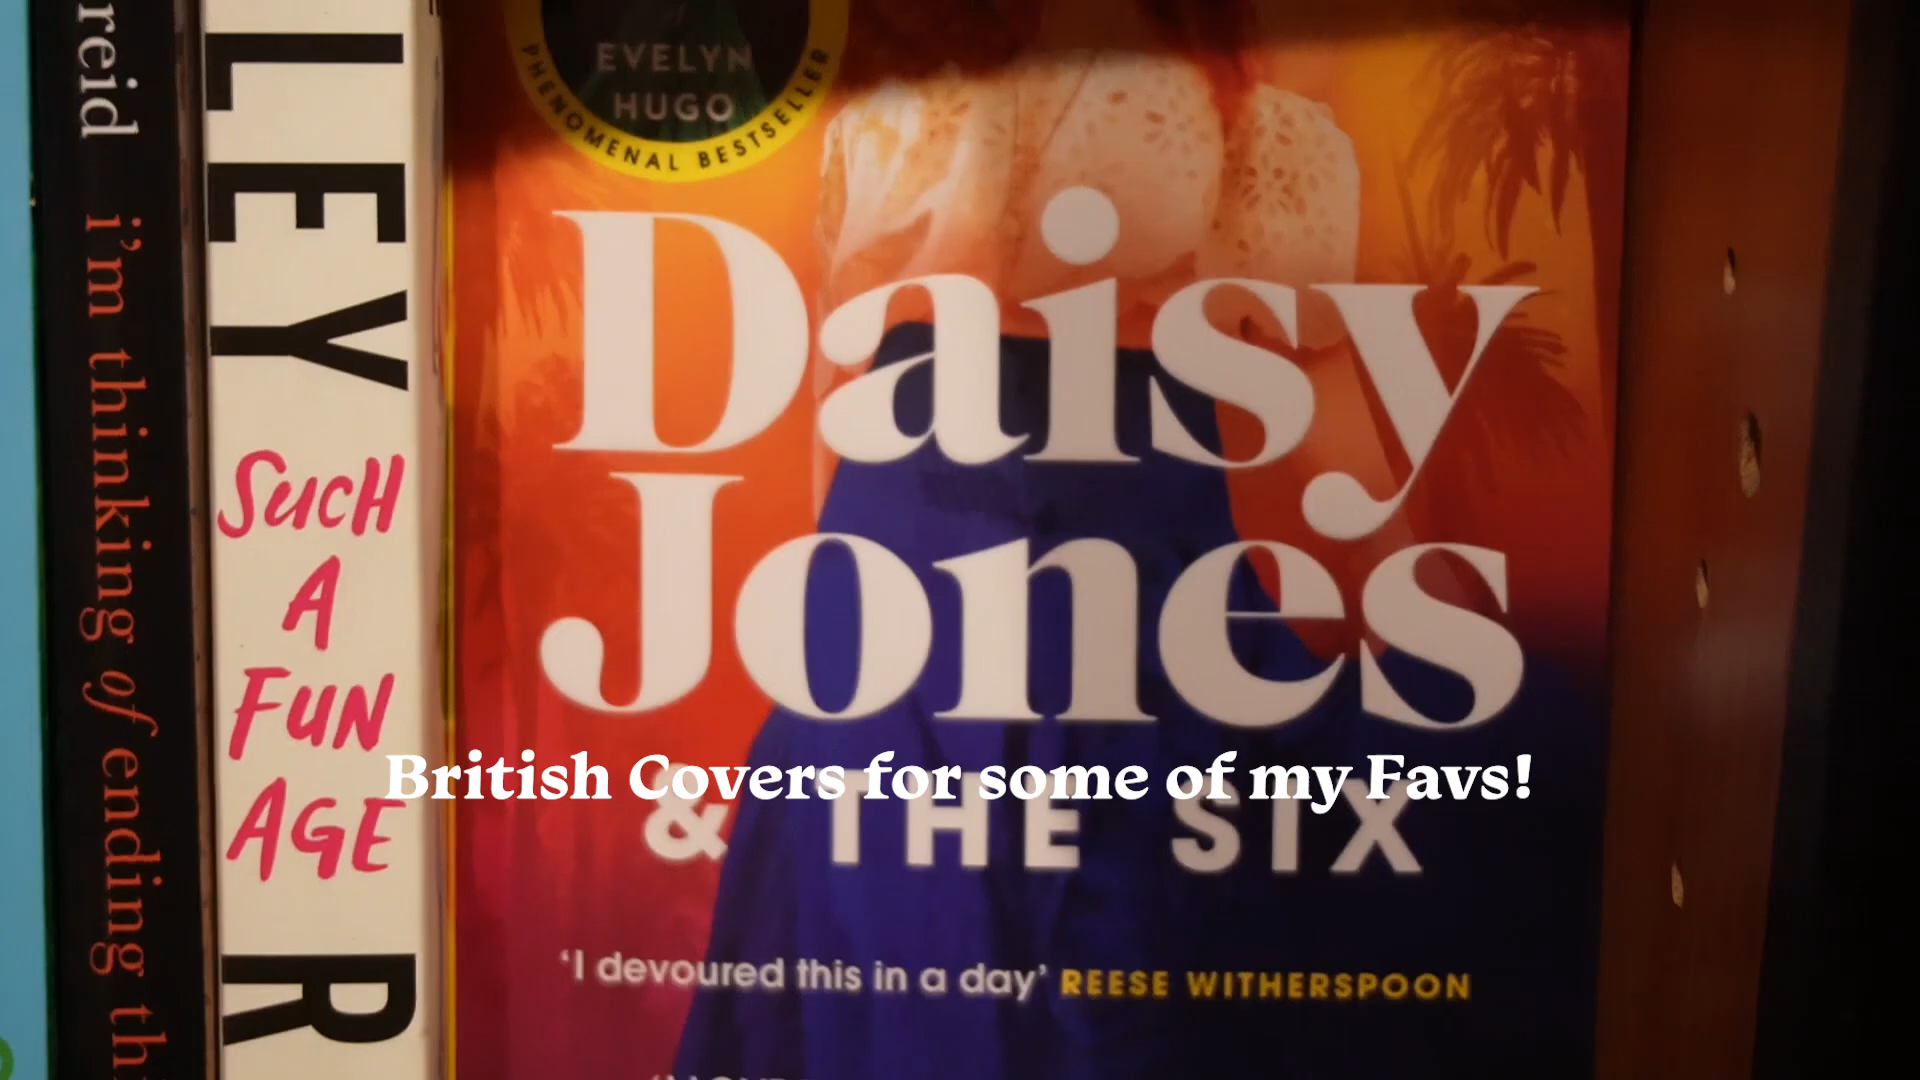 reid i'm thinking of ending
LEY
SUCH
A
FUN
AGE
R
EVELYN
HUGO
PHENOMENAL BESTSELLER
Daisy
Jones
& THE SIX
British Covers for some of my Favs!
'I devoured this in a day' REESE WITHERSPOON